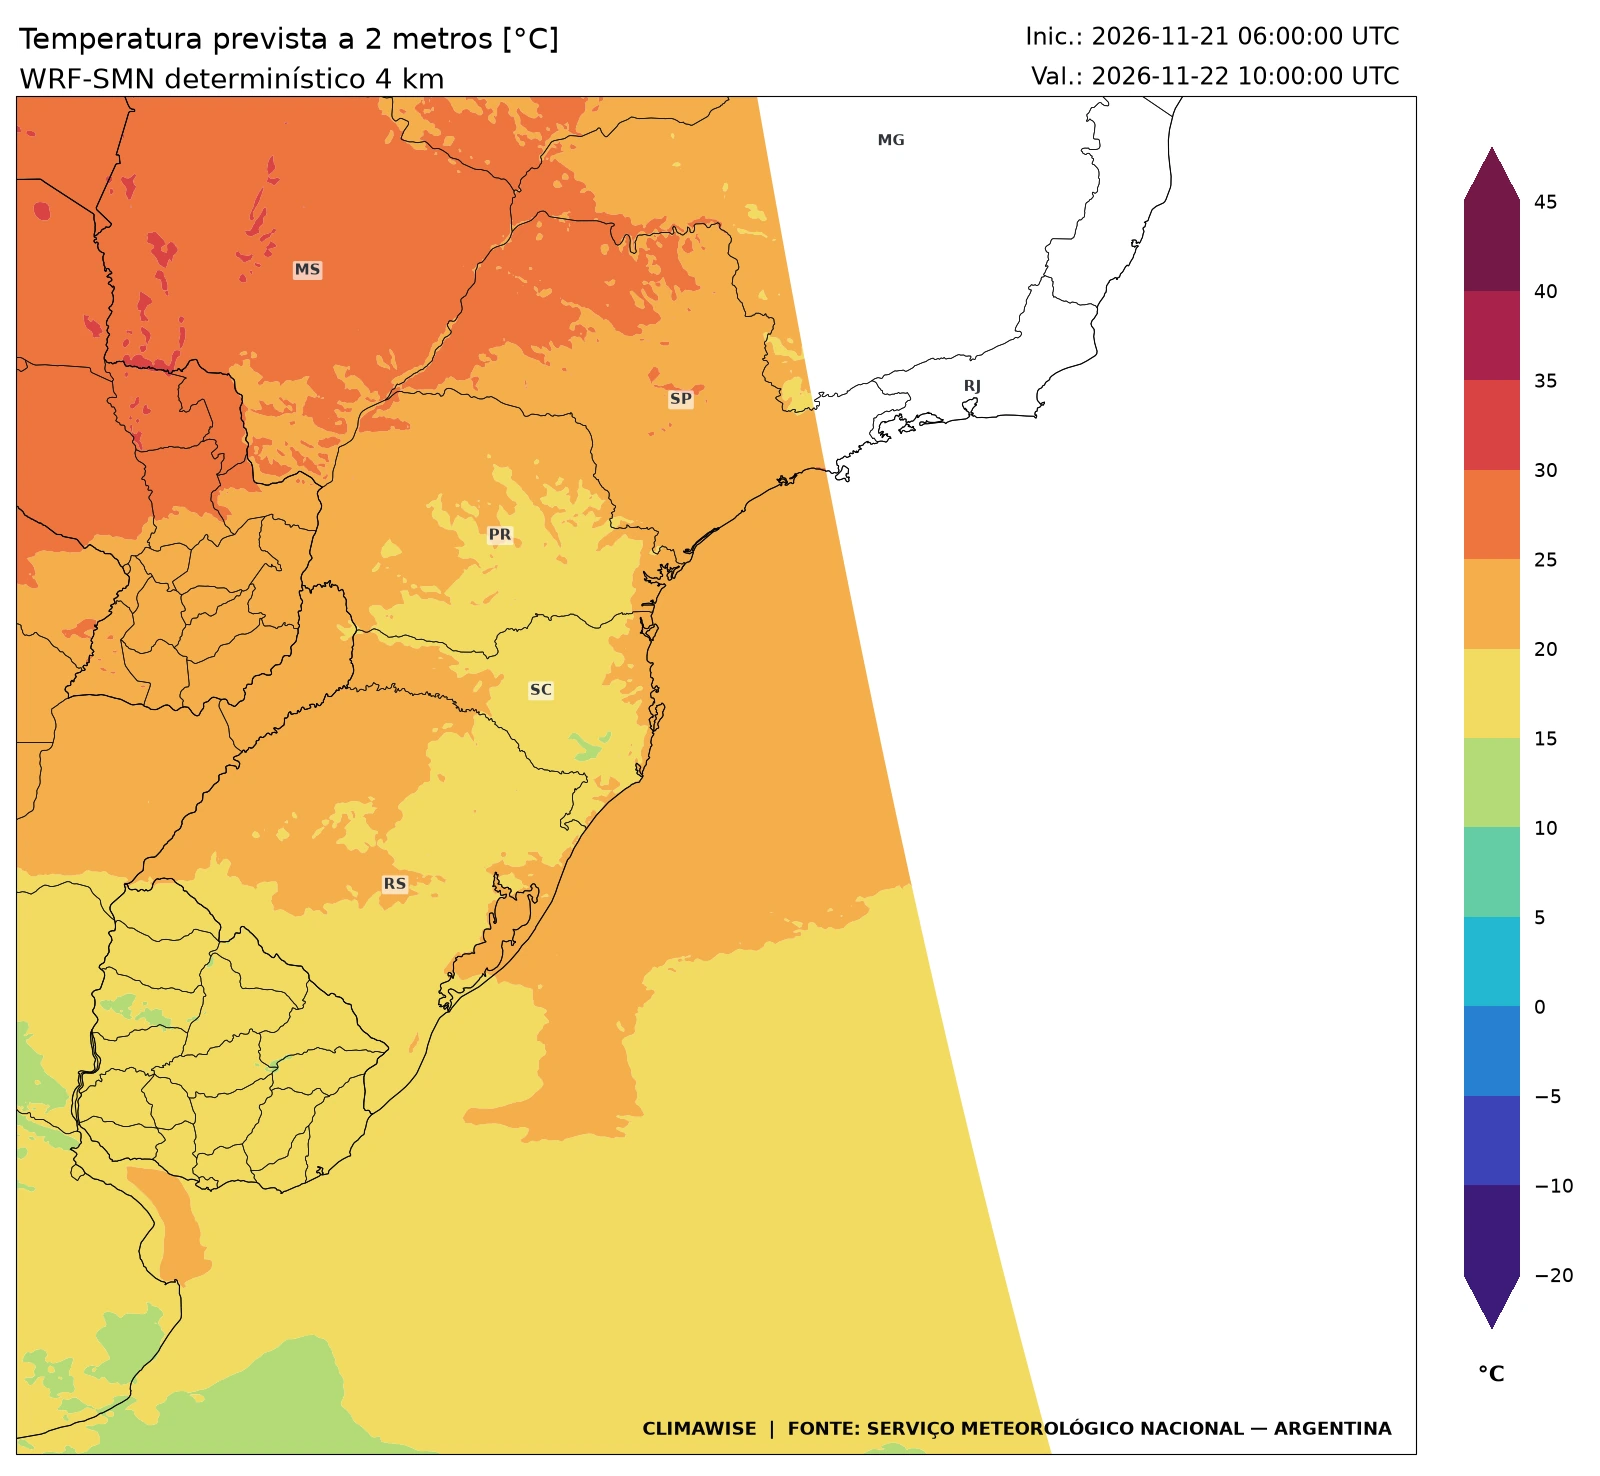 Temperatura prevista a 2 metros [°C]
WRF-SMN determinístico 4 km
Inic.: 2026-11-21 06:00:00 UTC
Val.: 2026-11-22 10:00:00 UTC
MG
MS
RJ
SP
PR
SC
RS
45
40
35
30
25
20
15
10
5
0
−5
−10
−20
°C
CLIMAWISE | FONTE: SERVIÇO METEOROLÓGICO NACIONAL — ARGENTINA